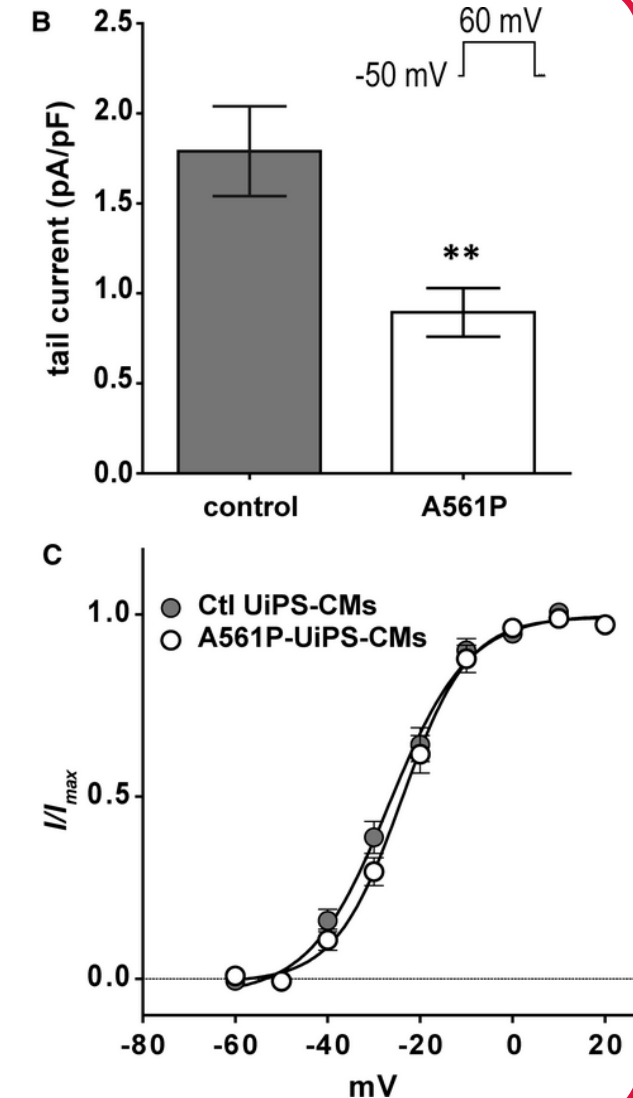 B
2.5
2.0
1.5
1.0
0.5
0.0
tail current (pA/pF)
60 mV
-50 mV
**
control
A561P
C
Ctl UiPS-CMs
A561P-UiPS-CMs
1.0
0.5
0.0
I/Imax
-80 -60 -40 -20 0 20
mV